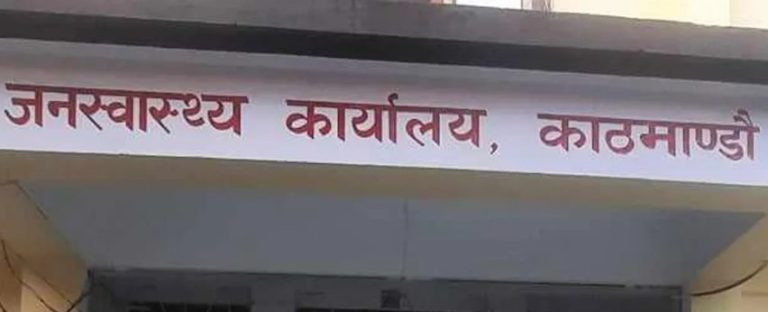 जनस्वास्थ्य कार्यालय, काठमाण्डौ